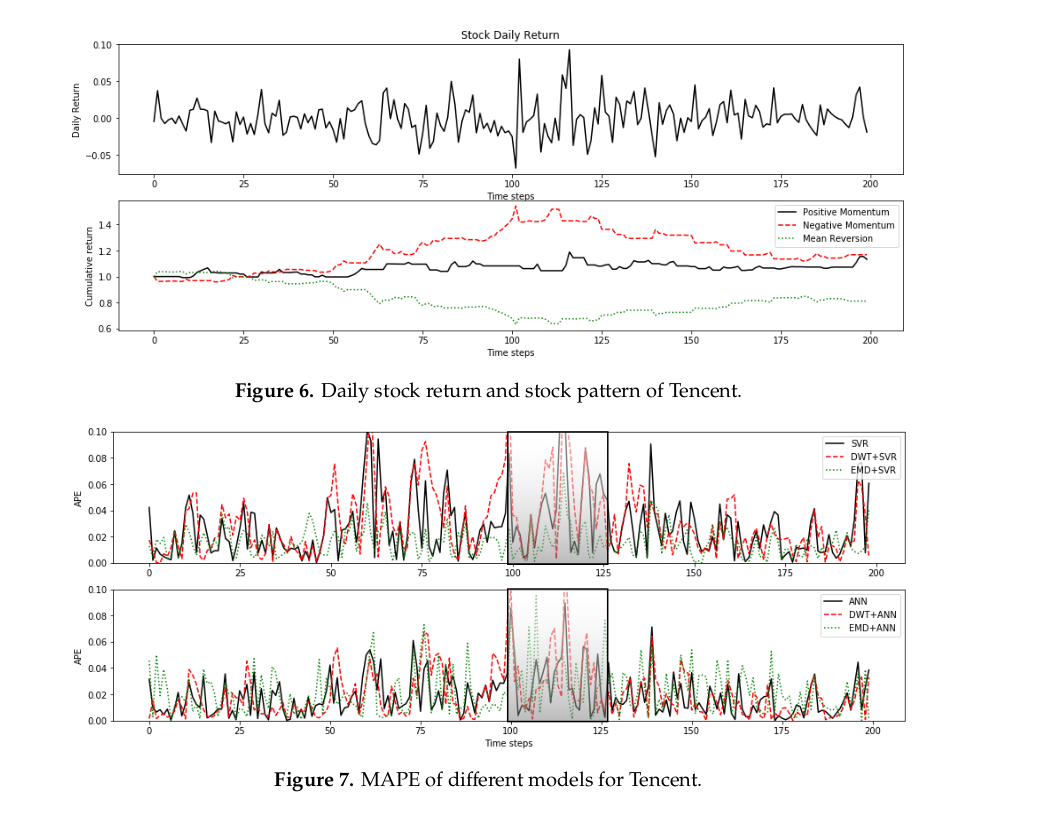 Stock Daily Return
0.10
0.05
0.00
−0.05
Daily Return
0 25 50 75 100 125 150 175 200
Time steps
1.4
1.2
1.0
0.8
0.6
Cumulative return
Positive Momentum
Negative Momentum
Mean Reversion
0 25 50 75 100 125 150 175 200
Time steps
Figure 6. Daily stock return and stock pattern of Tencent.
0.10
0.08
0.06
0.04
0.02
0.00
APE
SVR
DWT+SVR
EMD+SVR
0 25 50 75 100 125 150 175 200
0.10
0.08
0.06
0.04
0.02
0.00
APE
ANN
DWT+ANN
EMD+ANN
0 25 50 75 100 125 150 175 200
Time steps
Figure 7. MAPE of different models for Tencent.